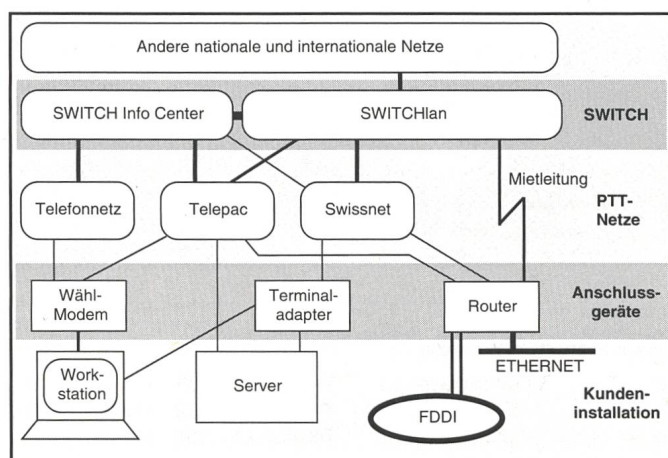 Andere nationale und internationale Netze
SWITCH Info Center
SWITCHlan
SWITCH
Mietleitung
Telefonnetz
Telepac
Swissnet
PTT-
Netze
Wähl-
Modem
Terminal-
adapter
Router
Anschluss-
geräte
ETHERNET
Work-
station
Server
FDDI
Kunden-
installation